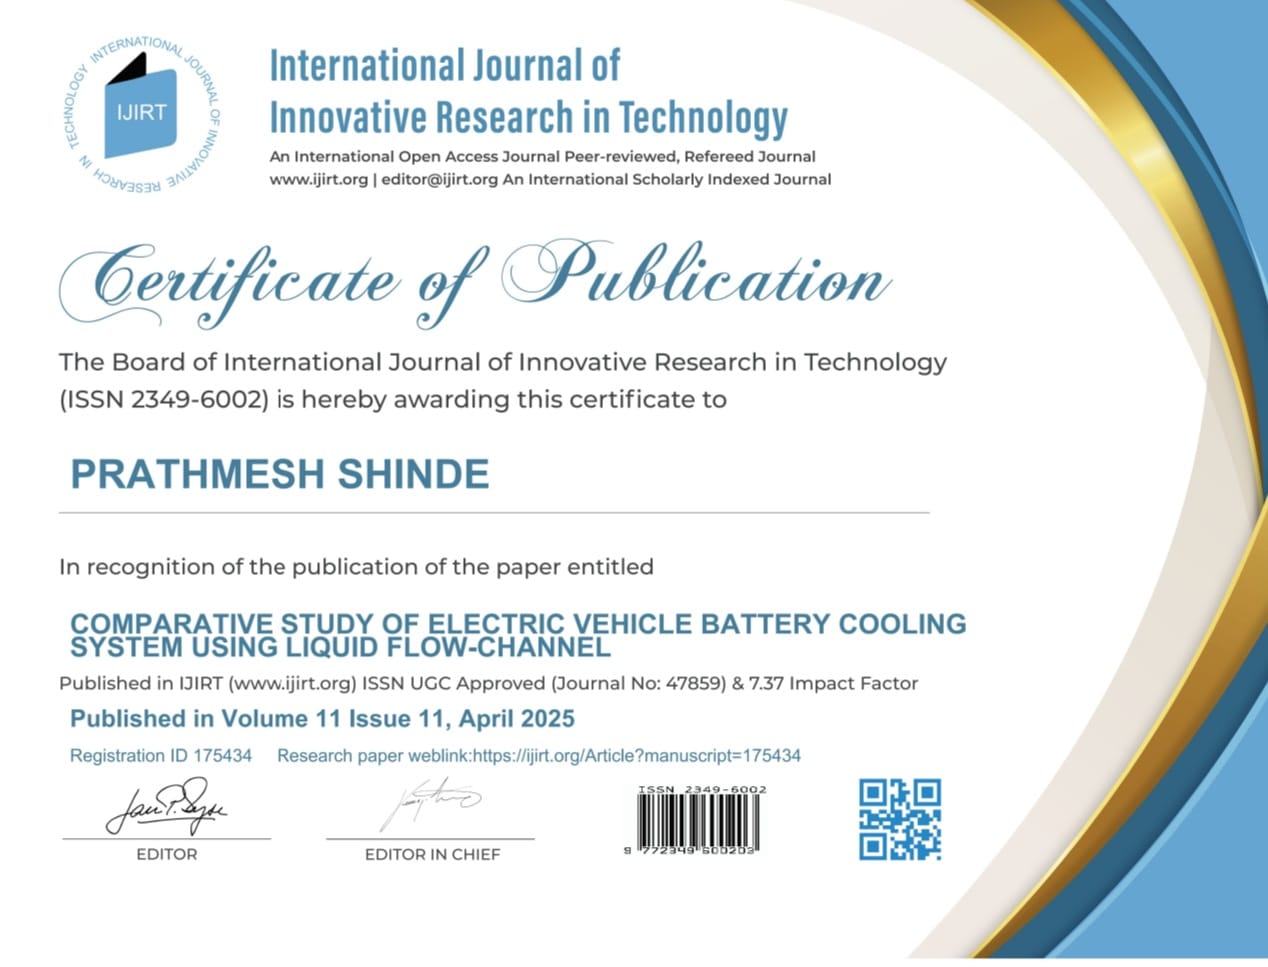 INTERNATIONAL JOURNAL OF INNOVATIVE RESEARCH IN TECHNOLOGY
IJIRT
International Journal of
Innovative Research in Technology
An International Open Access Journal Peer-reviewed, Refereed Journal
www.ijirt.org | editor@ijirt.org An International Scholarly Indexed Journal
Certificate of Publication
The Board of International Journal of Innovative Research in Technology
(ISSN 2349-6002) is hereby awarding this certificate to
PRATHMESH SHINDE
In recognition of the publication of the paper entitled
COMPARATIVE STUDY OF ELECTRIC VEHICLE BATTERY COOLING
SYSTEM USING LIQUID FLOW-CHANNEL
Published in IJIRT (www.ijirt.org) ISSN UGC Approved (Journal No: 47859) & 7.37 Impact Factor
Published in Volume 11 Issue 11, April 2025
Registration ID 175434 Research paper weblink:https://ijirt.org/Article?manuscript=175434
EDITOR
EDITOR IN CHIEF
ISSN 2349-6002
9 772349 600203